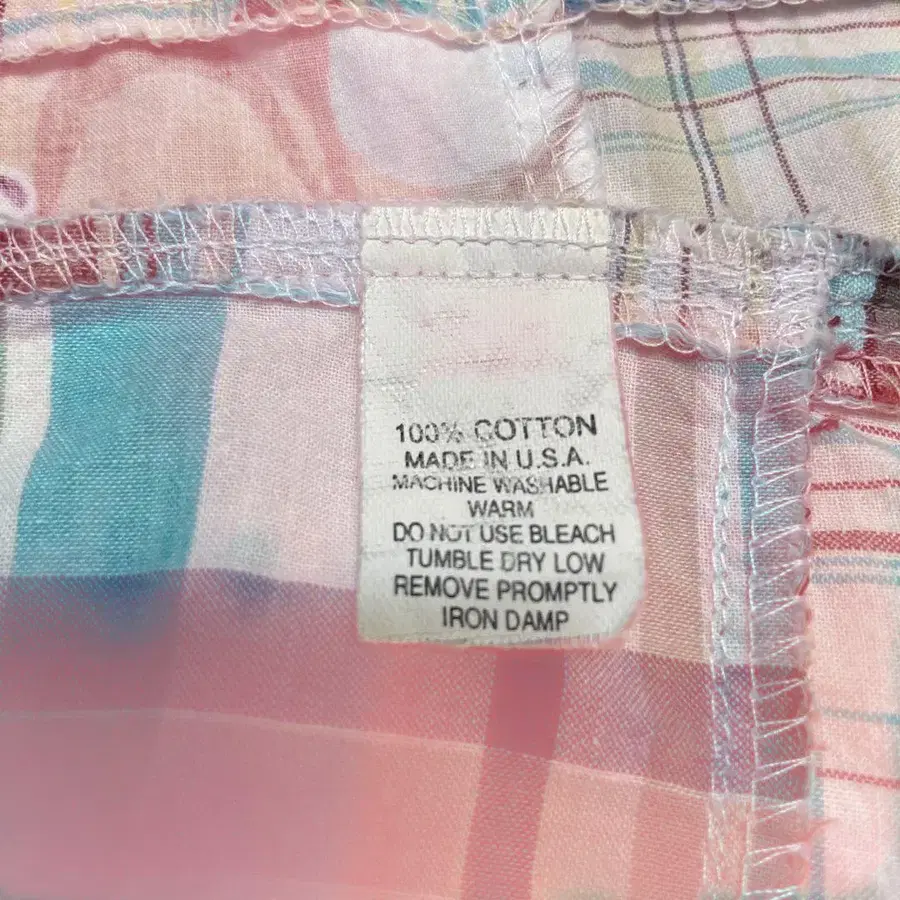 100% COTTON
MADE IN U.S.A.
MACHINE WASHABLE
WARM
DO NOT USE BLEACH
TUMBLE DRY LOW
REMOVE PROMPTLY
IRON DAMP